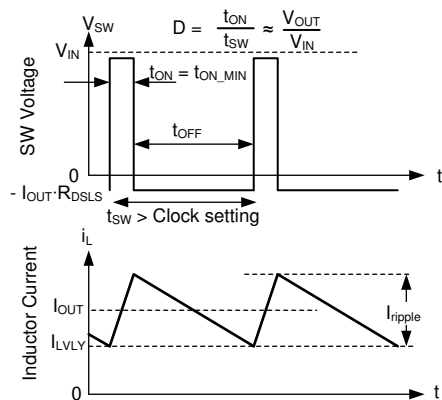 V_SW
D = t_ON / t_SW ≈ V_OUT / V_IN
V_IN
t_ON = t_ON_MIN
SW Voltage
t_OFF
0
t
- I_OUT·R_DSLS
t_SW > Clock setting
i_L
Inductor Current
I_OUT
I_ripple
I_LVLY
0
t